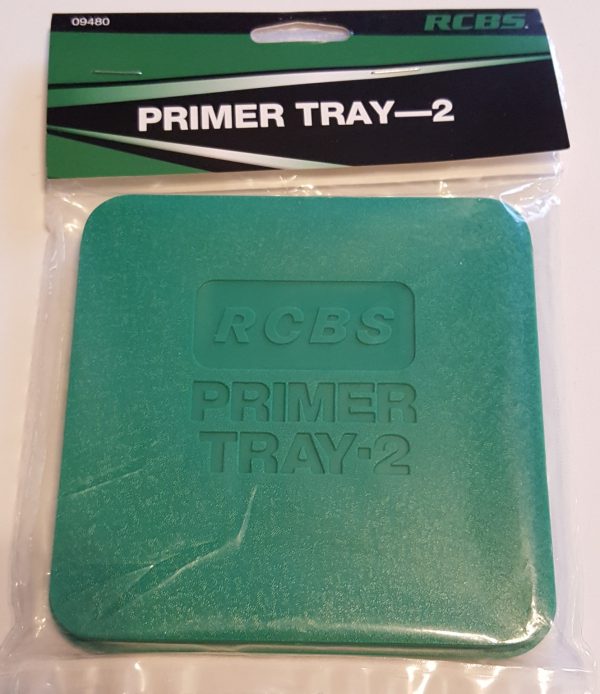 09480
RCBS.
PRIMER TRAY—2
RCBS
PRIMER
TRAY-2